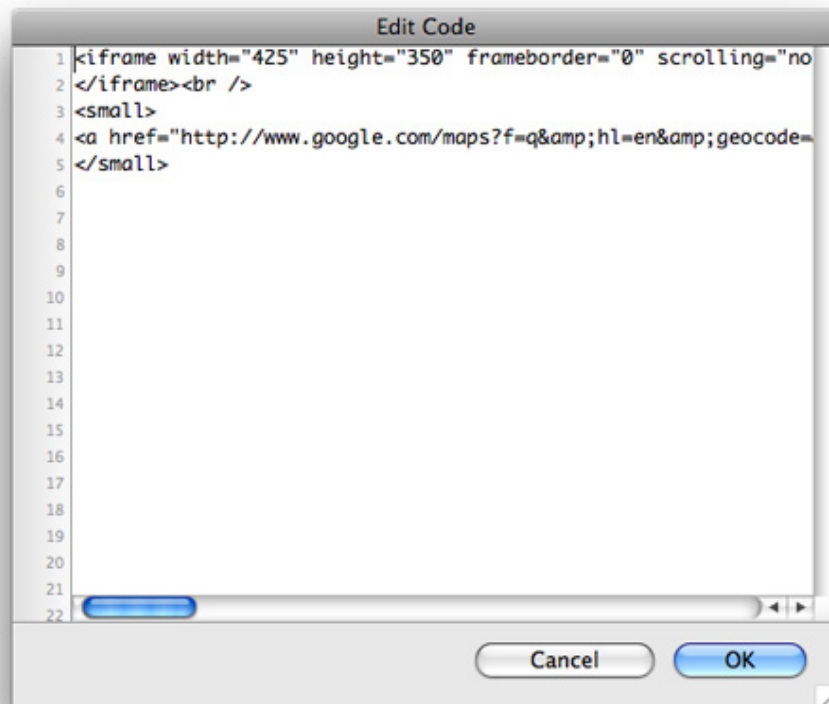 Edit Code
1 <iframe width="425" height="350" frameborder="0" scrolling="no
2 </iframe><br />
3 <small>
4 <a href="http://www.google.com/maps?f=q&amp;hl=en&amp;geocode=
5 </small>
6
7
8
9
10
11
12
13
14
15
16
17
18
19
20
21
22
Cancel OK